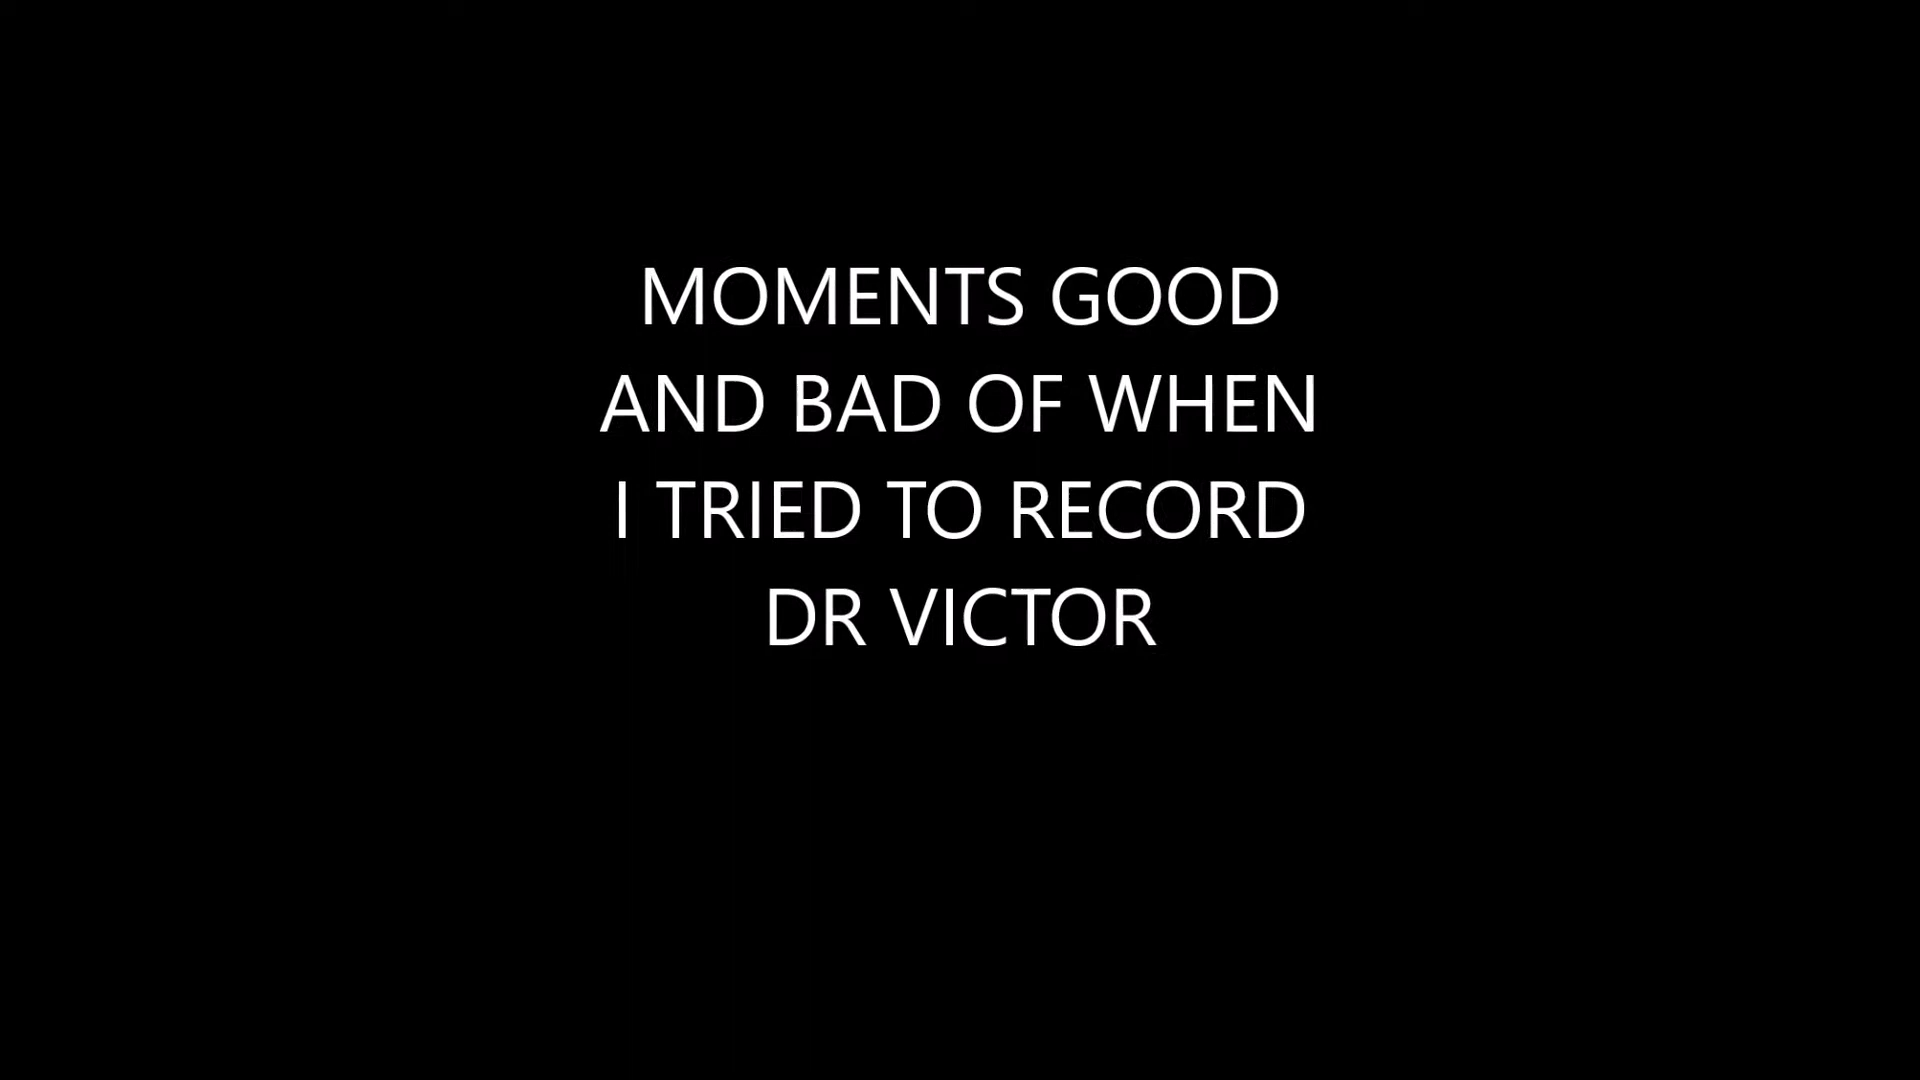 MOMENTS GOOD
AND BAD OF WHEN
I TRIED TO RECORD
DR VICTOR